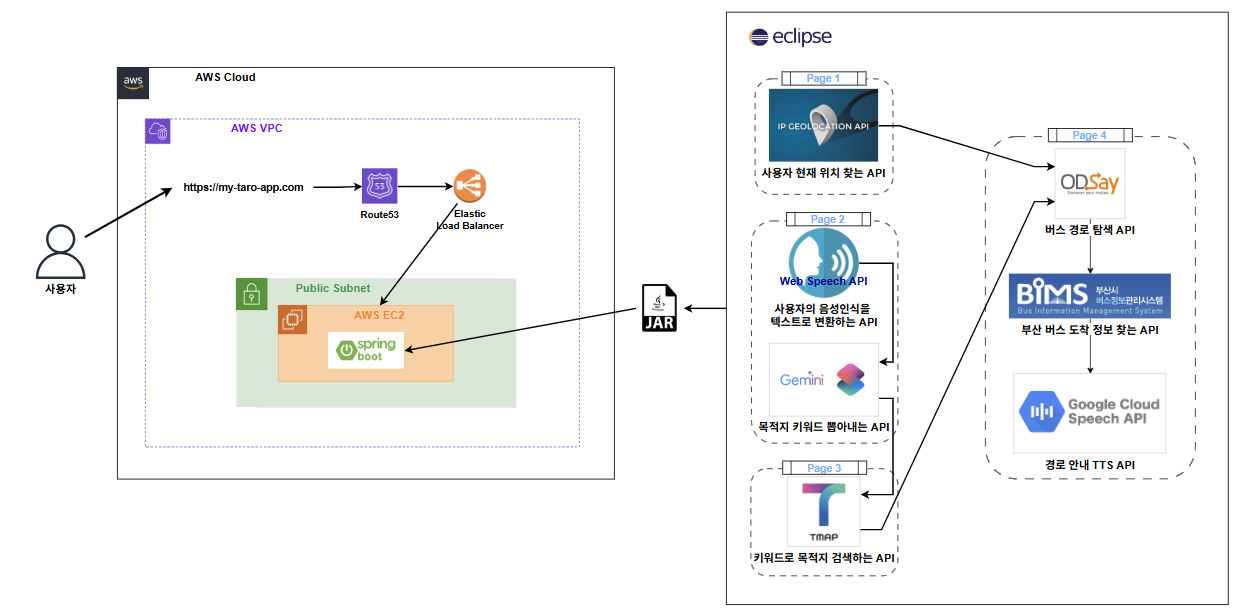 aws
AWS Cloud
AWS VPC
https://my-taro-app.com
53
Route53
Elastic
Load Balancer
사용자
Public Subnet
AWS EC2
spring
boot
JAR
eclipse
Page 1
IP GEOLOCATION API
사용자 현재 위치 찾는 API
Page 2
Web Speech API
사용자의 음성인식을
텍스트로 변환하는 API
Gemini
목적지 키워드 뽑아내는 API
Page 3
TMAP
키워드로 목적지 검색하는 API
Page 4
ODSay
Discover your routes
버스 경로 탐색 API
BiMS 부산시
버스정보관리시스템
Bus Information Management System
부산 버스 도착 정보 찾는 API
Google Cloud
Speech API
경로 안내 TTS API